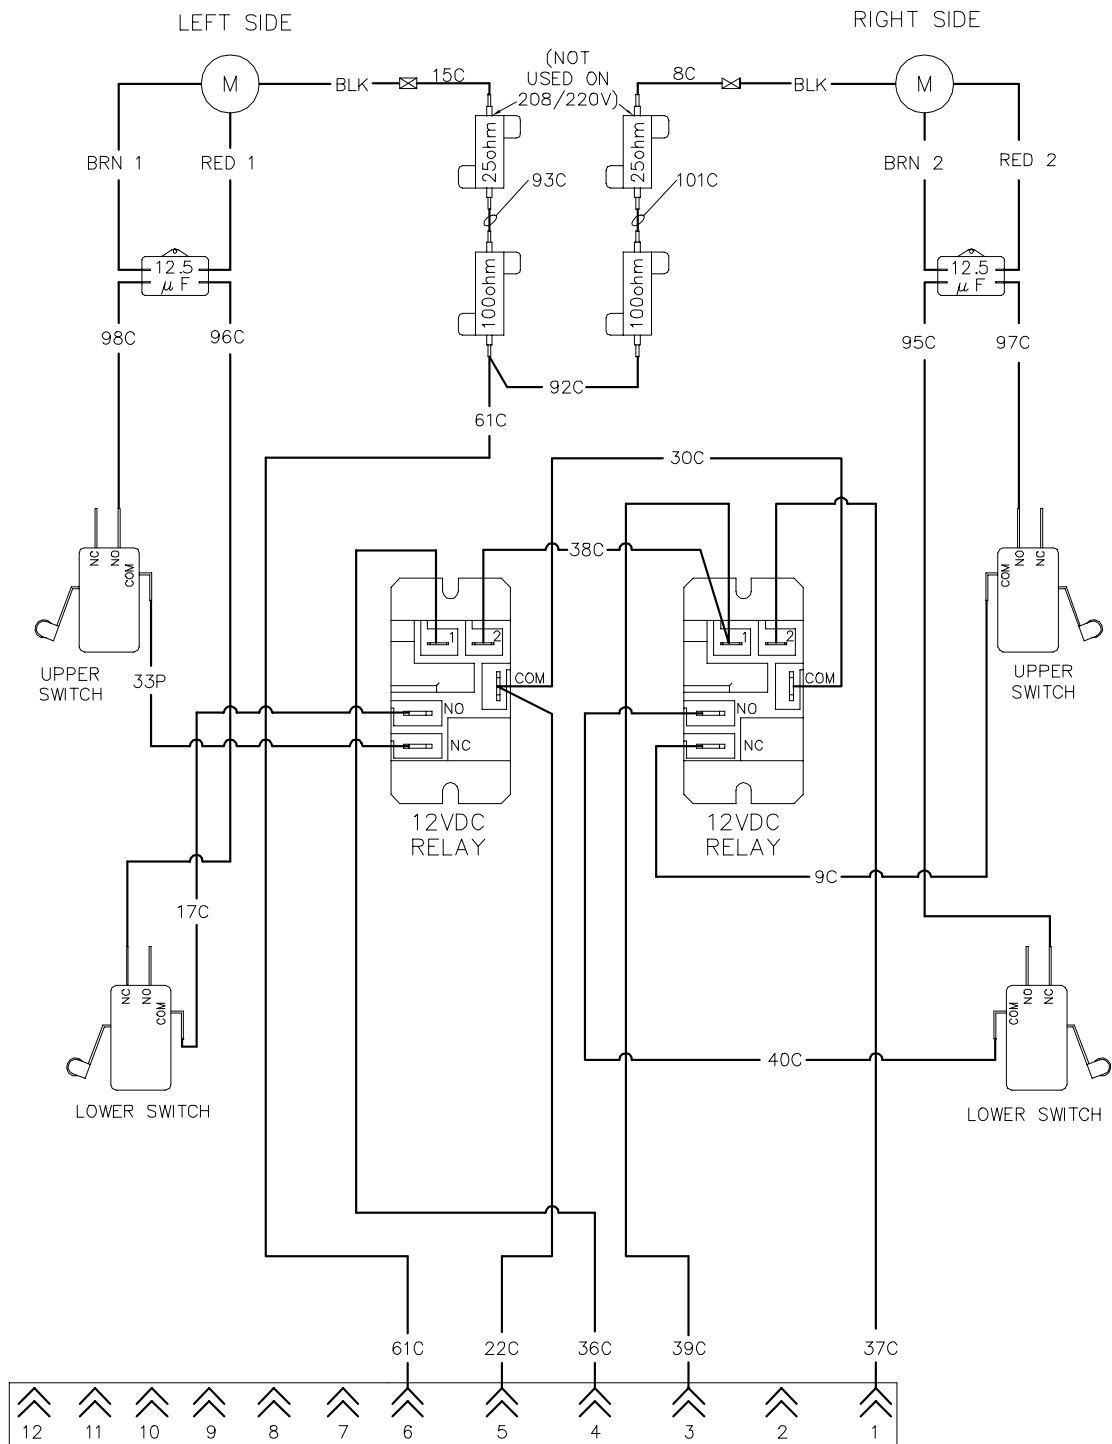 LEFT SIDE
RIGHT SIDE
M
BLK
15C
(NOT
USED ON
208/220V)
8C
BLK
M
BRN 1
RED 1
25ohm
25ohm
BRN 2
RED 2
93C
101C
12.5
µF
100ohm
100ohm
12.5
µF
98C
96C
95C
97C
92C
61C
30C
38C
NC
NO
COM
NO
NC
COM
1
2
COM
NO
NC
1
2
COM
NO
NC
UPPER
SWITCH
33P
UPPER
SWITCH
12VDC
RELAY
12VDC
RELAY
9C
17C
NC
NO
COM
NO
NC
COM
40C
LOWER SWITCH
LOWER SWITCH
61C
22C
36C
39C
37C
12
11
10
9
8
7
6
5
4
3
2
1